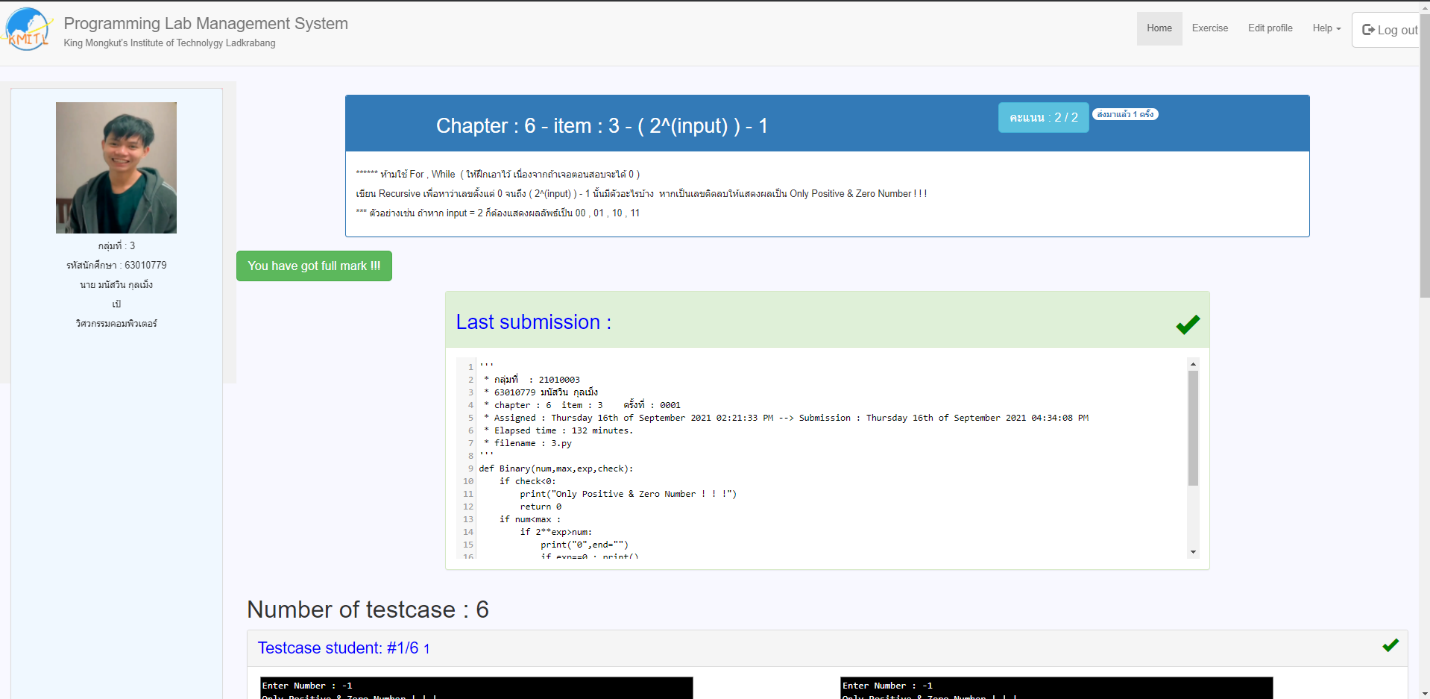 KMITL
Programming Lab Management System
King Mongkut's Institute of Technolygy Ladkrabang
Home
Exercise
Edit profile
Help
Log out
กลุ่มที่ : 3
รหัสนักศึกษา : 63010779
นาย มนัสวิน กุลเม็ง
เป้
วิศวกรรมคอมพิวเตอร์
Chapter : 6 - item : 3 - ( 2^(input) ) - 1
คะแนน : 2 / 2
ส่งมาแล้ว 1 ครั้ง
****** ห้ามใช้ For , While ( ให้ฝึกเอาไว้ เนื่องจากถ้าเจอตอนสอบจะได้ 0 )
เขียน Recursive เพื่อหาว่าเลขตั้งแต่ 0 จนถึง ( 2^(input) ) - 1 นั้นมีตัวอะไรบ้าง หากเป็นเลขติดลบให้แสดงผลเป็น Only Positive & Zero Number ! ! !
*** ตัวอย่างเช่น ถ้าหาก input = 2 ก็ต้องแสดงผลลัพธ์เป็น 00 , 01 , 10 , 11
You have got full mark !!!
Last submission :
1 '''
2 * กลุ่มที่ : 21010003
3 * 63010779 มนัสวิน กุลเม็ง
4 * chapter : 6 item : 3 ครั้งที่ : 0001
5 * Assigned : Thursday 16th of September 2021 02:21:33 PM --> Submission : Thursday 16th of September 2021 04:34:08 PM
6 * Elapsed time : 132 minutes.
7 * filename : 3.py
8 '''
9 def Binary(num,max,exp,check):
10 if check<0:
11 print("Only Positive & Zero Number ! ! !")
12 return 0
13 if num<max :
14 if 2**exp>num:
15 print("0",end="")
16 if exp==0 : print()
Number of testcase : 6
Testcase student: #1/6 1
Enter Number : -1
Only Positive & Zero Number ! ! !
Enter Number : -1
Only Positive & Zero Number ! ! !